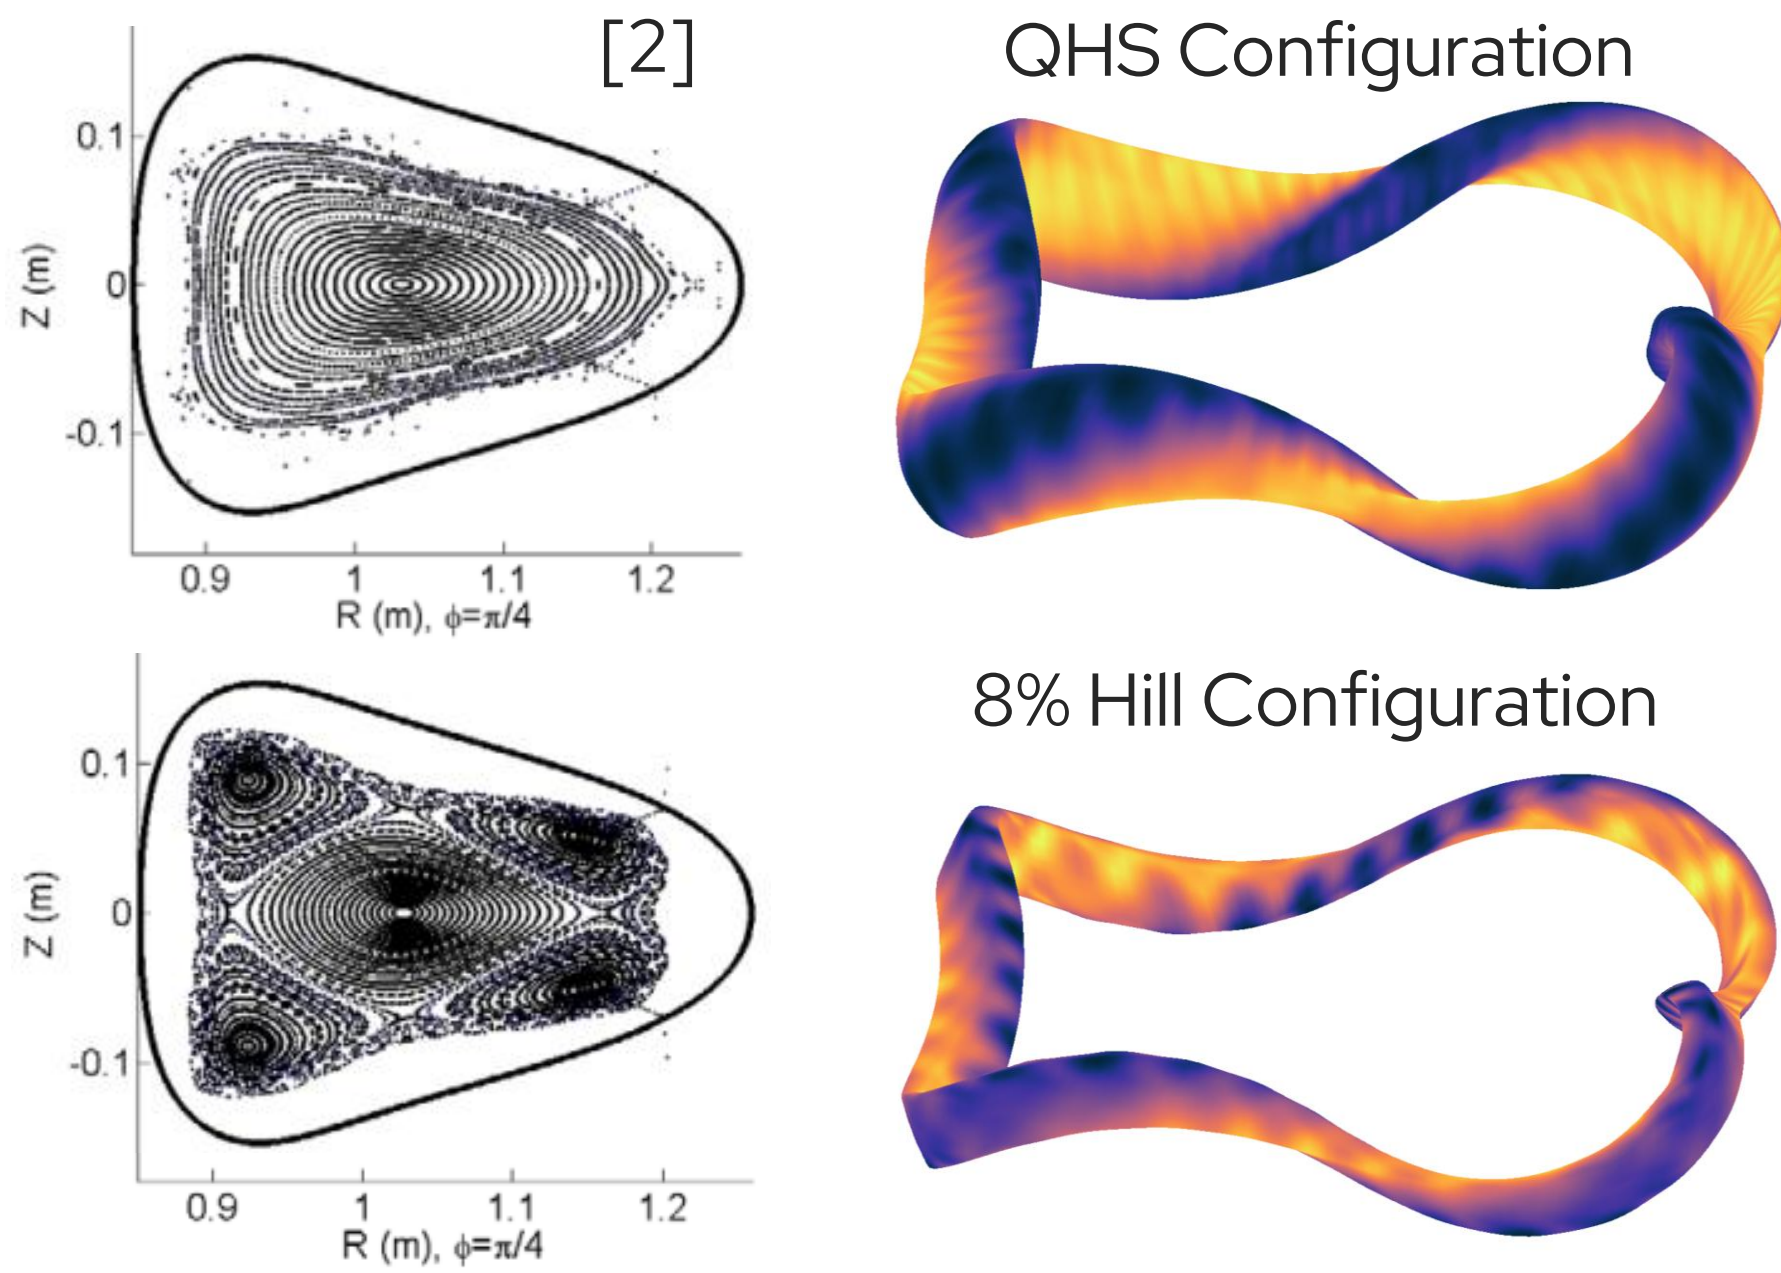 [2]
QHS Configuration
0.1
0
-0.1
Z (m)
0.9 1 1.1 1.2
R (m), ϕ=π/4
8% Hill Configuration
0.1
0
-0.1
Z (m)
0.9 1 1.1 1.2
R (m), ϕ=π/4